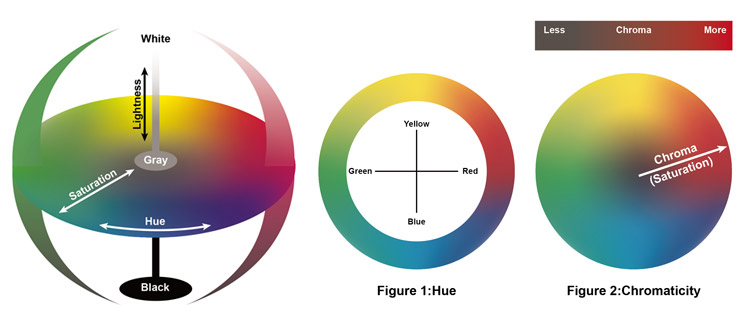 White
Lightness
Gray
Saturation
Hue
Black
Yellow
Green
Red
Blue
Figure 1:Hue
Less Chroma More
Chroma
(Saturation)
Figure 2:Chromaticity